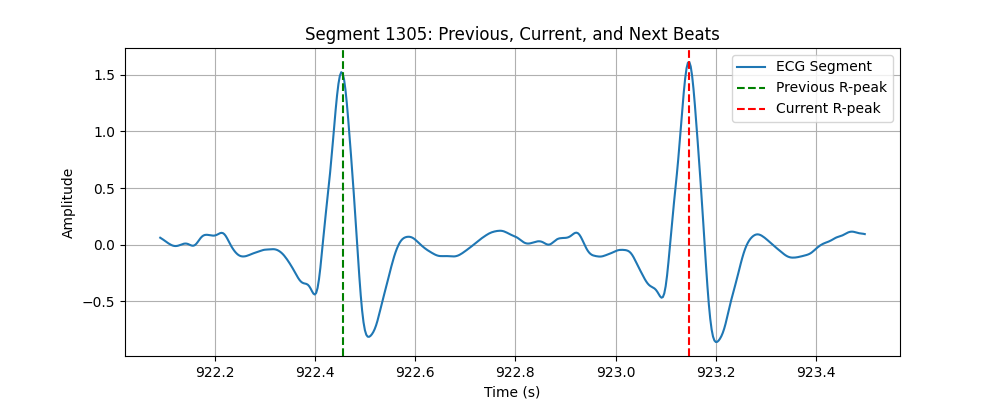 Segment 1305: Previous, Current, and Next Beats
ECG Segment
Previous R-peak
Current R-peak
1.5
1.0
0.5
0.0
−0.5
Amplitude
922.2 922.4 922.6 922.8 923.0 923.2 923.4
Time (s)